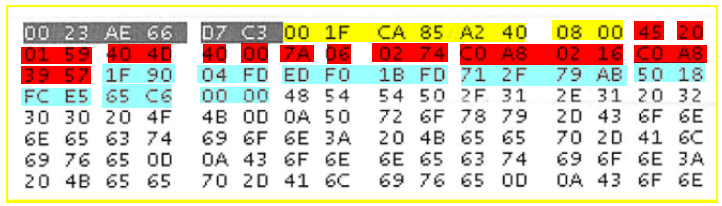 00 23 AE 66 D7 C3 00 1F CA 85 A2 40 08 00 45 20
01 59 40 4D 40 00 7A 06 02 74 C0 A8 02 16 C0 A8
39 57 1F 90 04 FD ED F0 1B FD 71 2F 79 AB 50 18
FC E5 65 C6 00 00 48 54 54 50 2F 31 2E 31 20 32
30 30 20 4F 4B 0D 0A 50 72 6F 78 79 2D 43 6F 6E
6E 65 63 74 69 6F 6E 3A 20 4B 65 65 70 2D 41 6C
69 76 65 0D 0A 43 6F 6E 6E 65 63 74 69 6F 6E 3A
20 4B 65 65 70 2D 41 6C 69 76 65 0D 0A 43 6F 6E